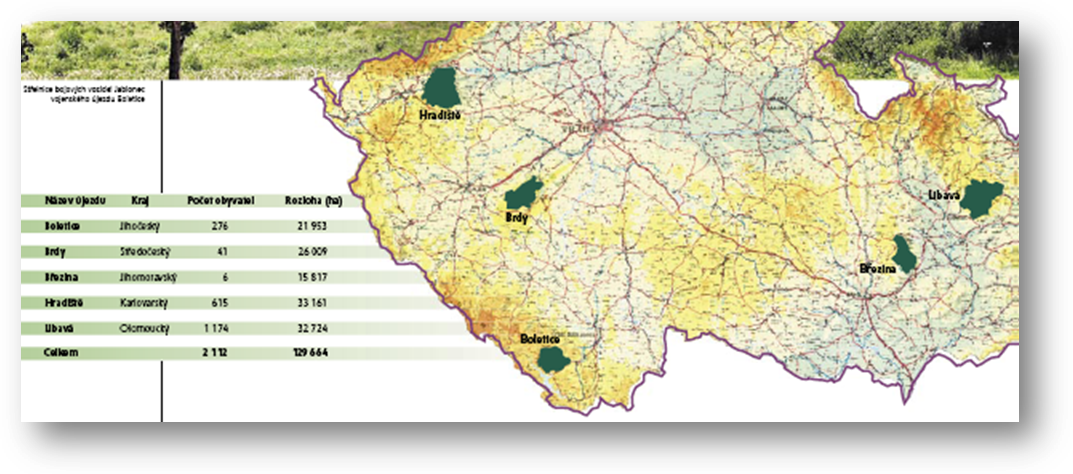 Střelnice bojových vozidel Jablonec
vojenského újezdu Boletice
Název újezdu Kraj Počet obyvatel Rozloha (ha)
Boletice Jihočeský 276 21 953
Brdy Středočeský 41 26 009
Březina Jihomoravský 6 15 817
Hradiště Karlovarský 615 33 161
Libavá Olomoucký 1 174 32 724
Celkem 2 112 129 664
Hradiště
Brdy
Libavá
Březina
Boletice